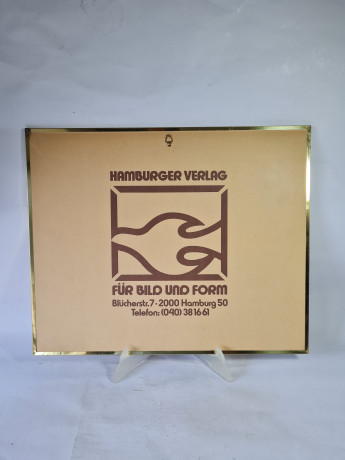 HAMBURGER VERLAG
FÜR BILD UND FORM
Blücherstr.7 · 2000 Hamburg 50
Telefon: (040) 38 16 61